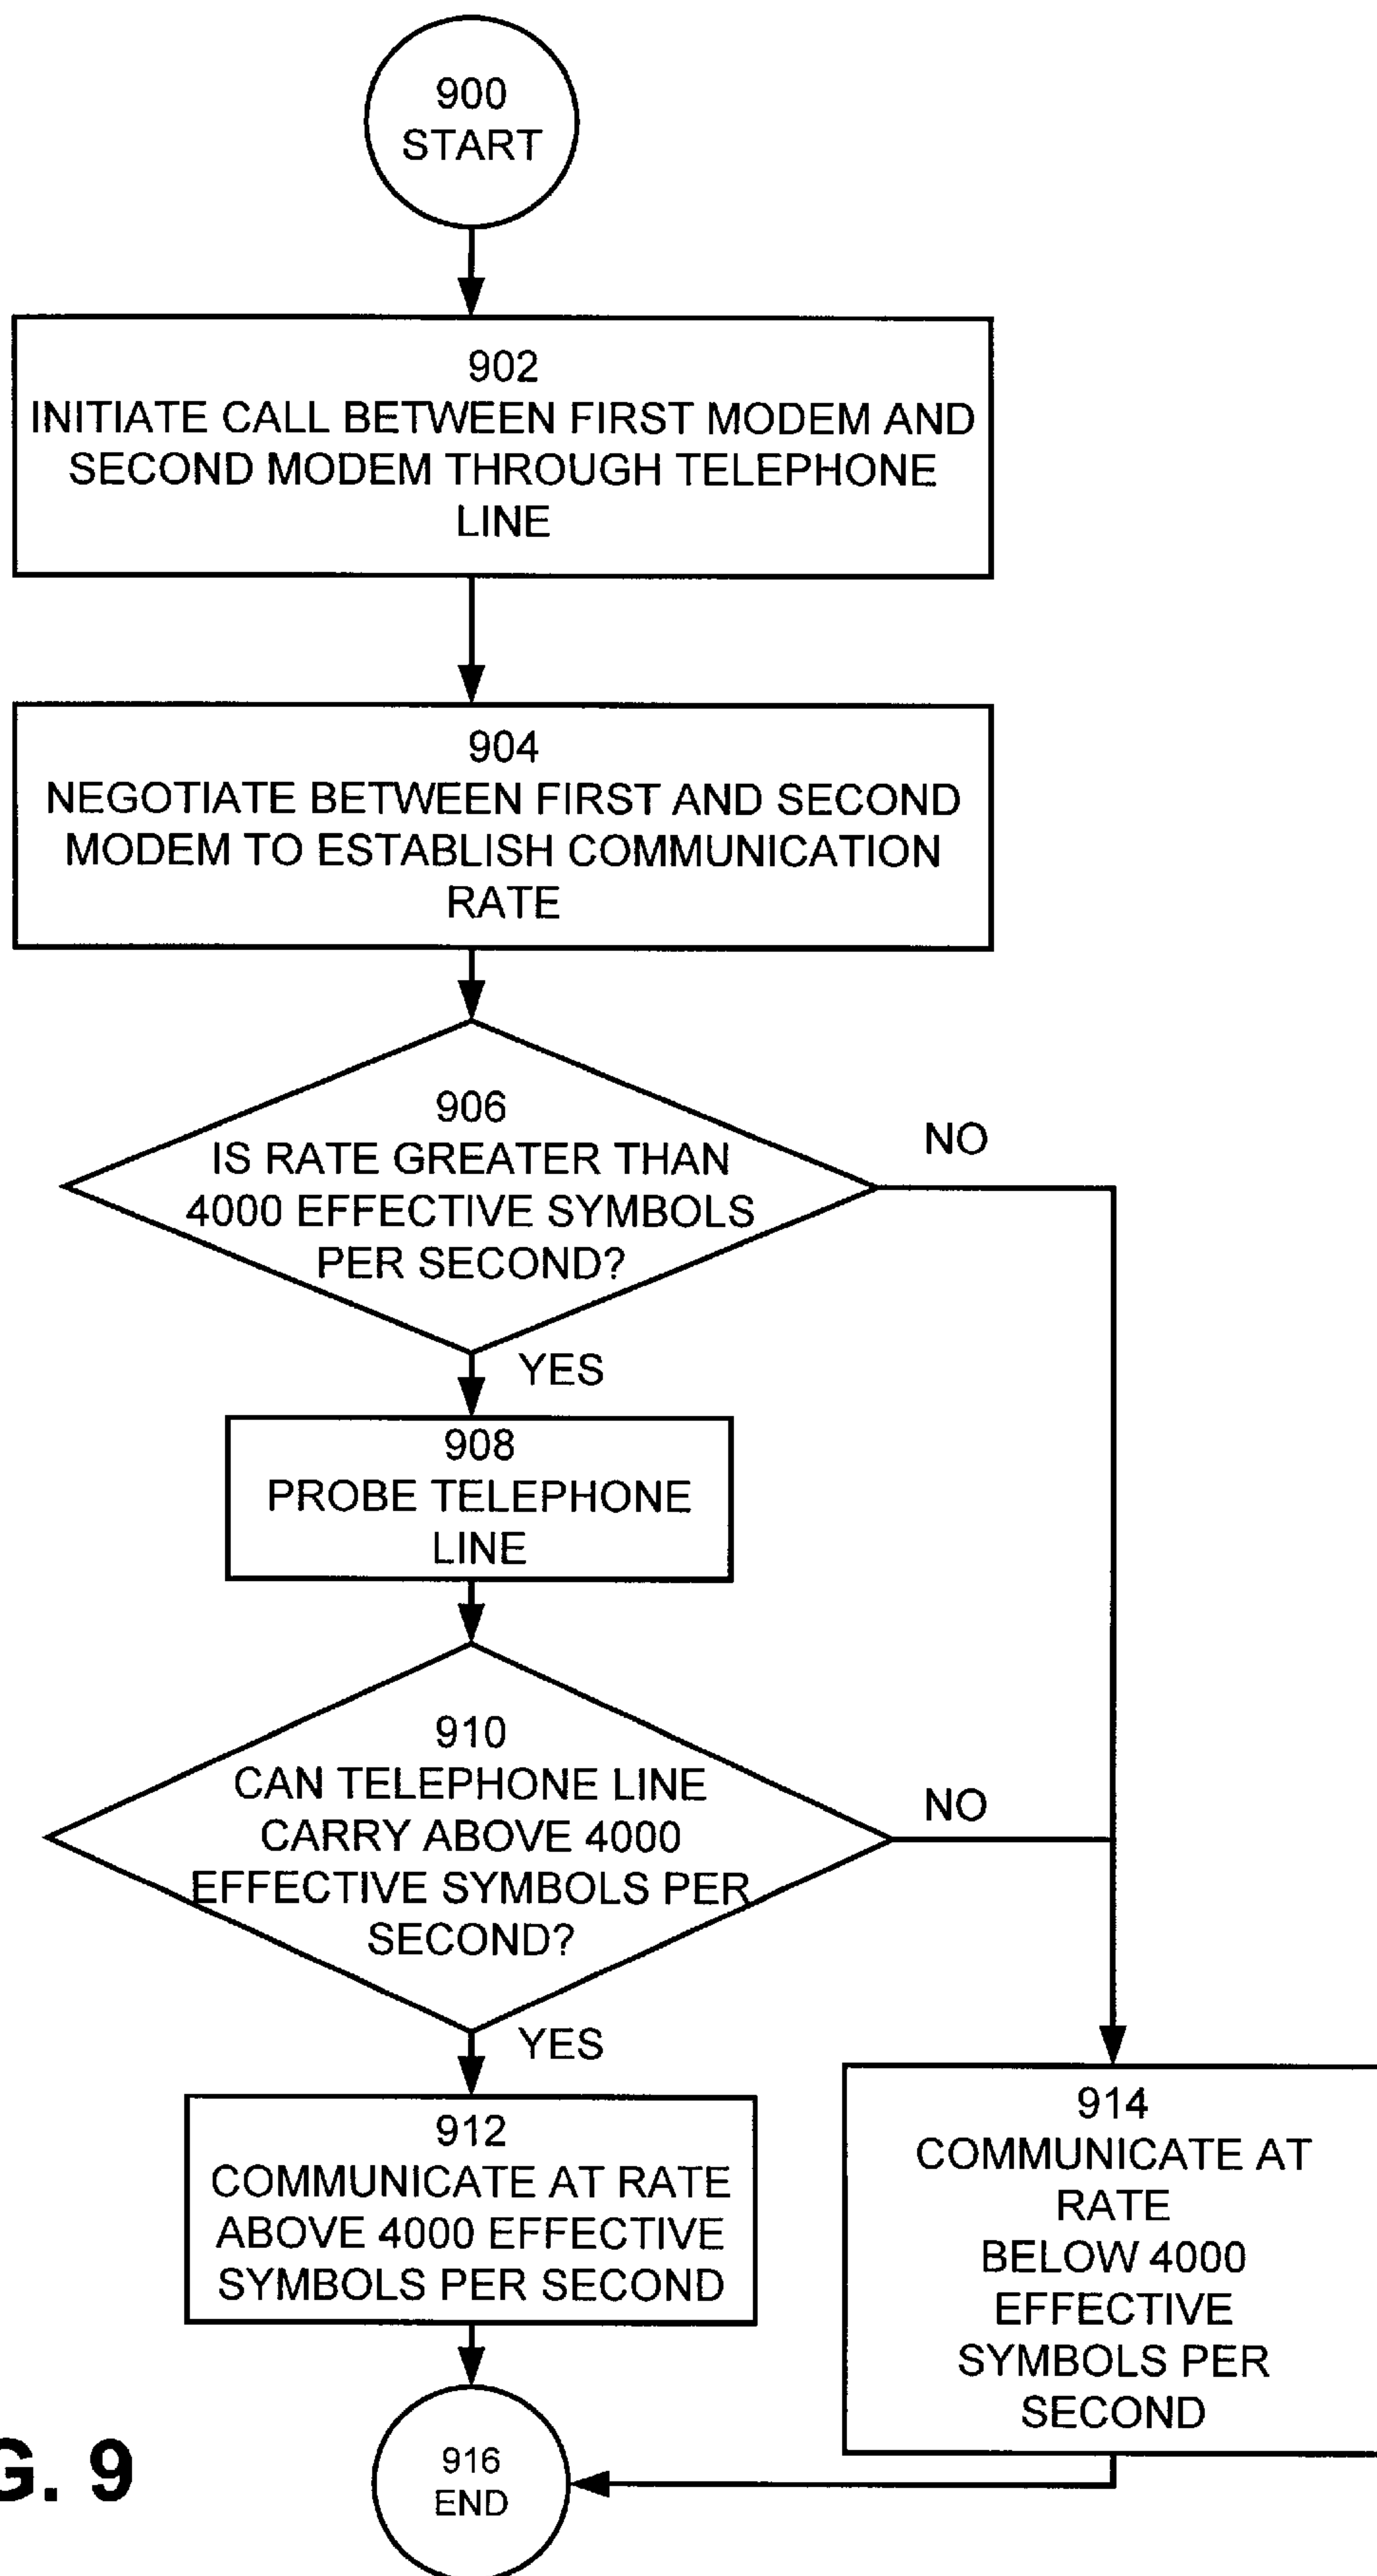 900
START
902
INITIATE CALL BETWEEN FIRST MODEM AND
SECOND MODEM THROUGH TELEPHONE
LINE
904
NEGOTIATE BETWEEN FIRST AND SECOND
MODEM TO ESTABLISH COMMUNICATION
RATE
906
IS RATE GREATER THAN
4000 EFFECTIVE SYMBOLS
PER SECOND?
NO
YES
908
PROBE TELEPHONE
LINE
910
CAN TELEPHONE LINE
CARRY ABOVE 4000
EFFECTIVE SYMBOLS PER
SECOND?
NO
YES
912
COMMUNICATE AT RATE
ABOVE 4000 EFFECTIVE
SYMBOLS PER SECOND
914
COMMUNICATE AT
RATE
BELOW 4000
EFFECTIVE
SYMBOLS PER
SECOND
916
END
G. 9